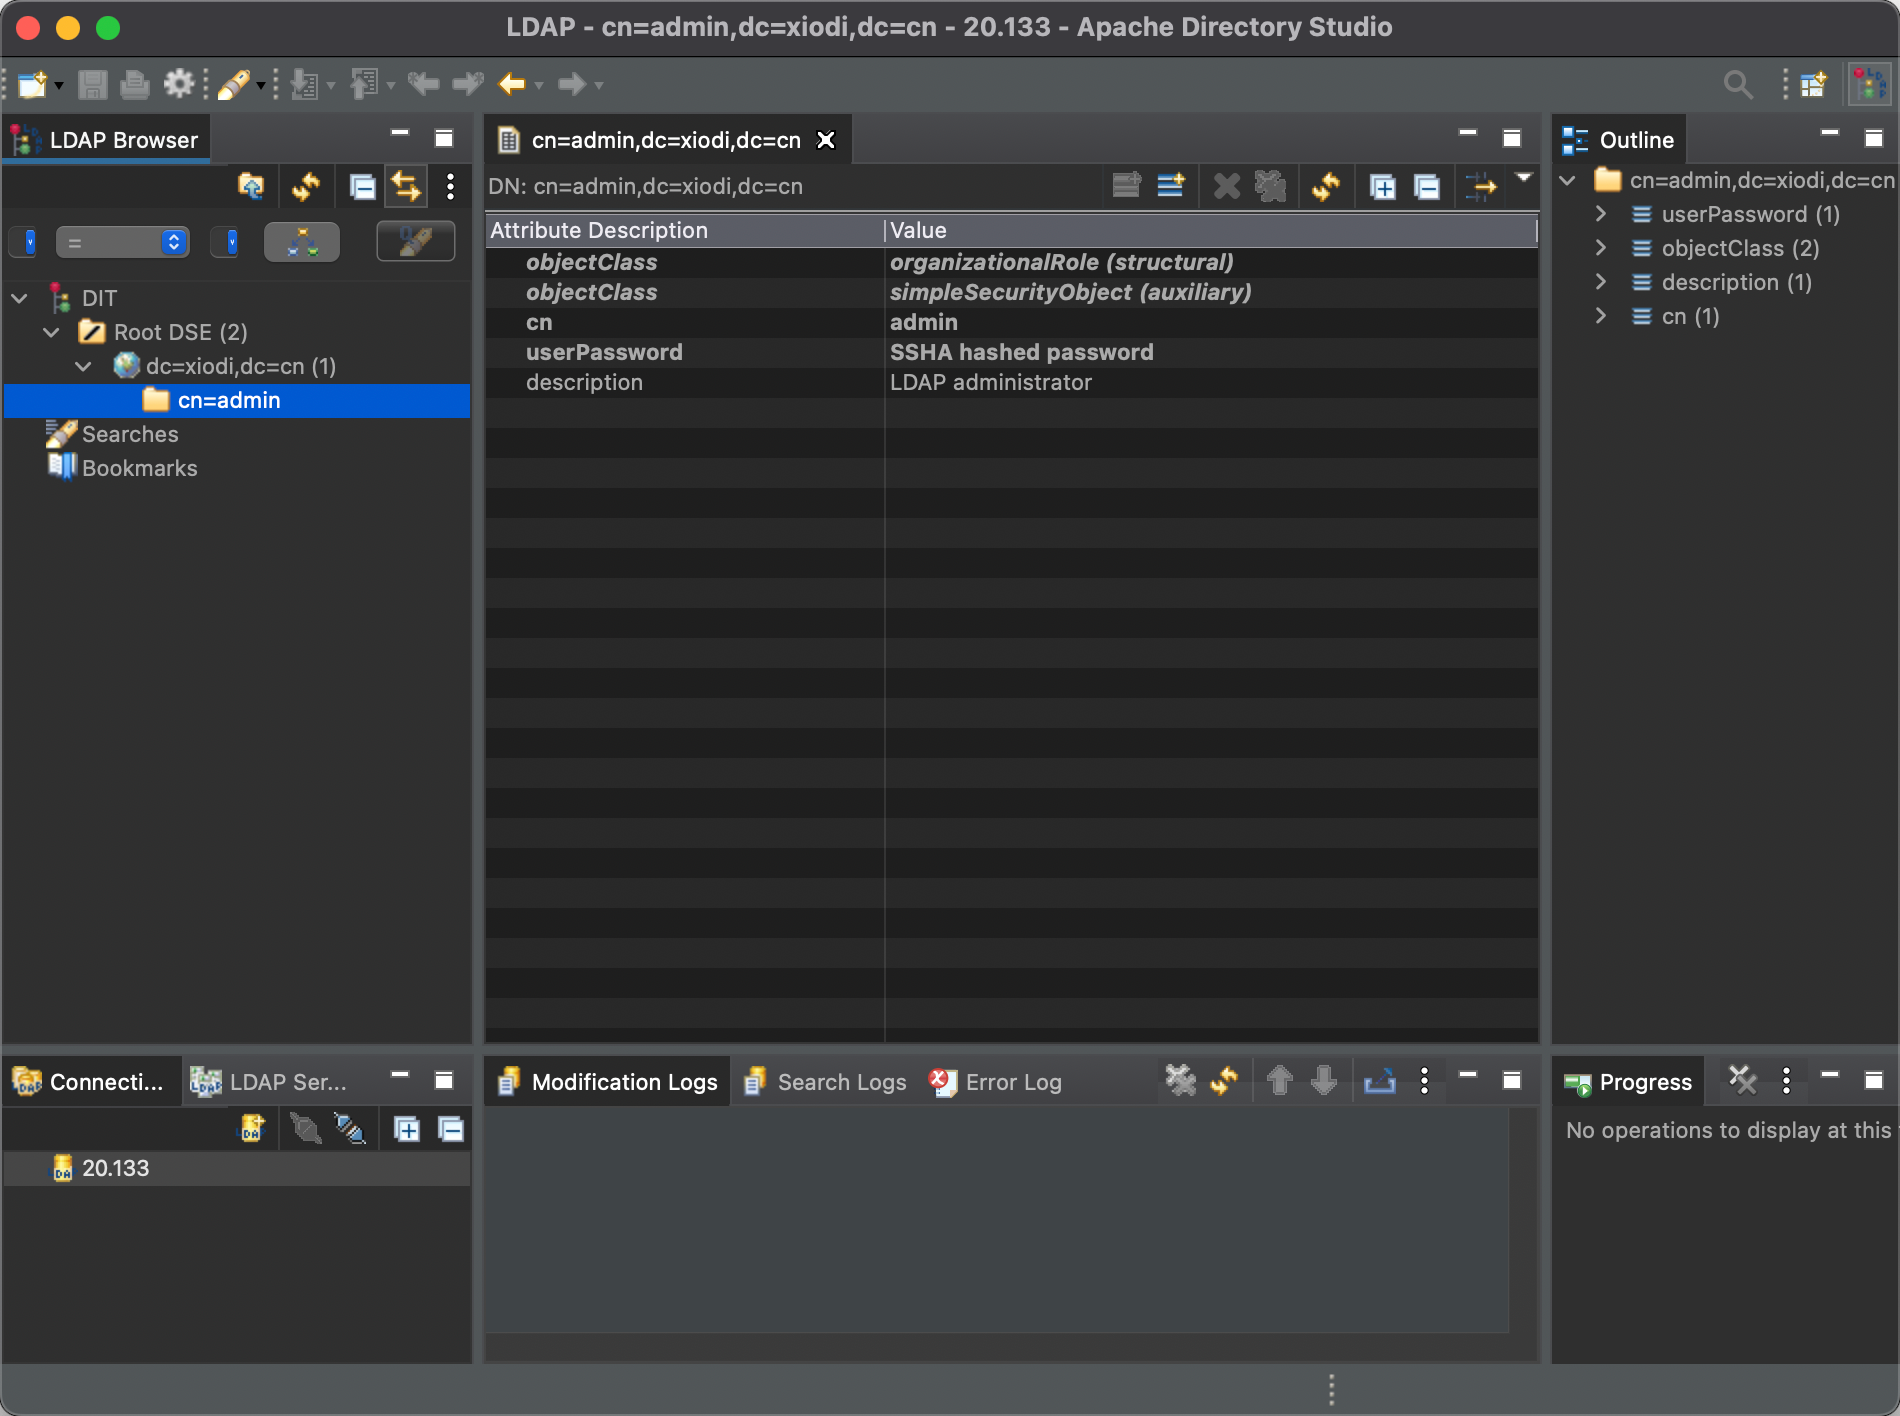 LDAP - cn=admin,dc=xiodi,dc=cn - 20.133 - Apache Directory Studio
LDAP Browser
=
DIT
Root DSE (2)
dc=xiodi,dc=cn (1)
cn=admin
Searches
Bookmarks
cn=admin,dc=xiodi,dc=cn
DN: cn=admin,dc=xiodi,dc=cn
Attribute Description Value
objectClass organizationalRole (structural)
objectClass simpleSecurityObject (auxiliary)
cn admin
userPassword SSHA hashed password
description LDAP administrator
Outline
cn=admin,dc=xiodi,dc=cn
userPassword (1)
objectClass (2)
description (1)
cn (1)
Connecti... LDAP Ser...
20.133
Modification Logs Search Logs Error Log
Progress
No operations to display at this